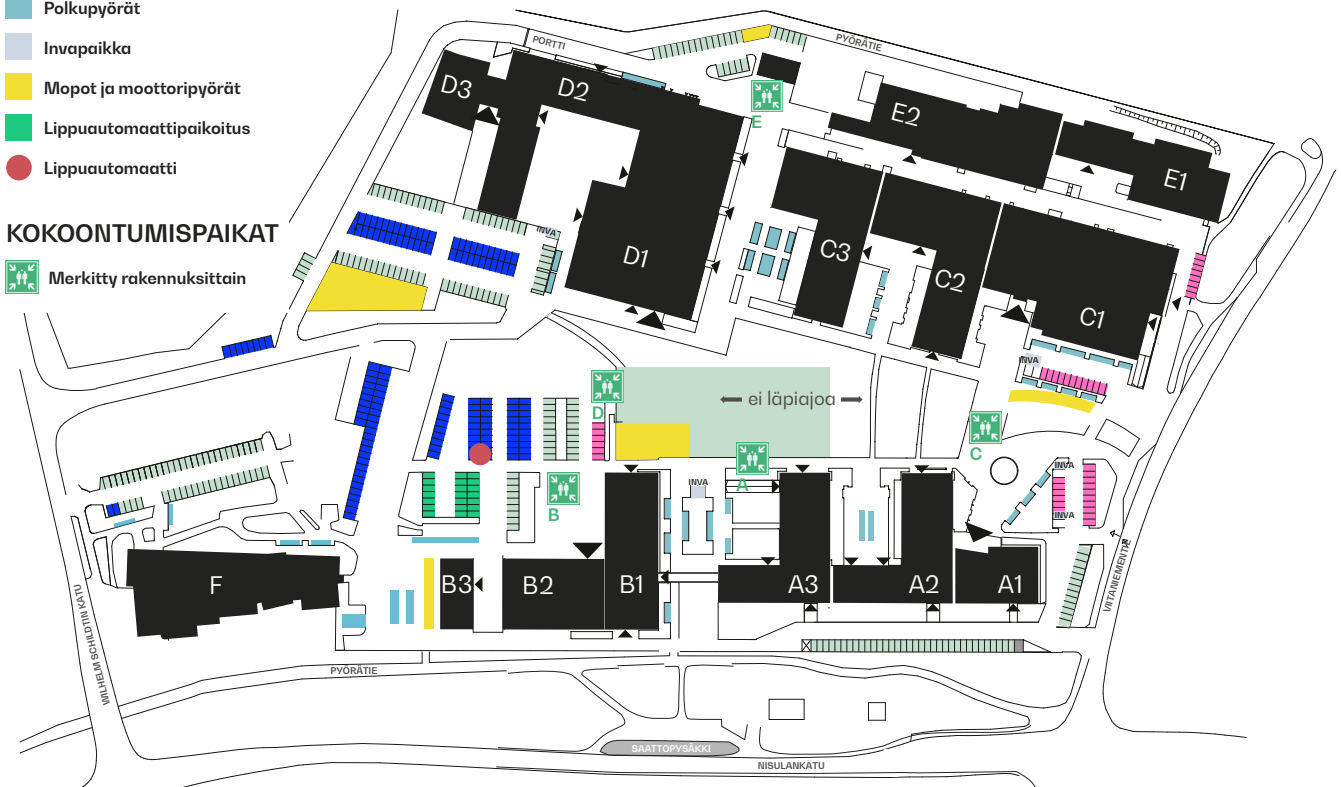 Polkupyörät
Invapaikka
Mopot ja moottoripyörät
Lippuautomaattipaikoitus
Lippuautomaatti
KOKOONTUMISPAIKAT
Merkitty rakennuksittain
PORTTI
PYÖRÄTIE
D3
D2
E
E2
E1
INVA
D1
C3
C2
C1
INVA
D
ei läpiajoa
C
A
B
INVA
INVA
INVA
F
B3
B2
B1
A3
A2
A1
WILHELM SCHILDTIN KATU
VIITANIEMENTIE
PYÖRÄTIE
SAATTOPYSÄKKI
NISULANKATU